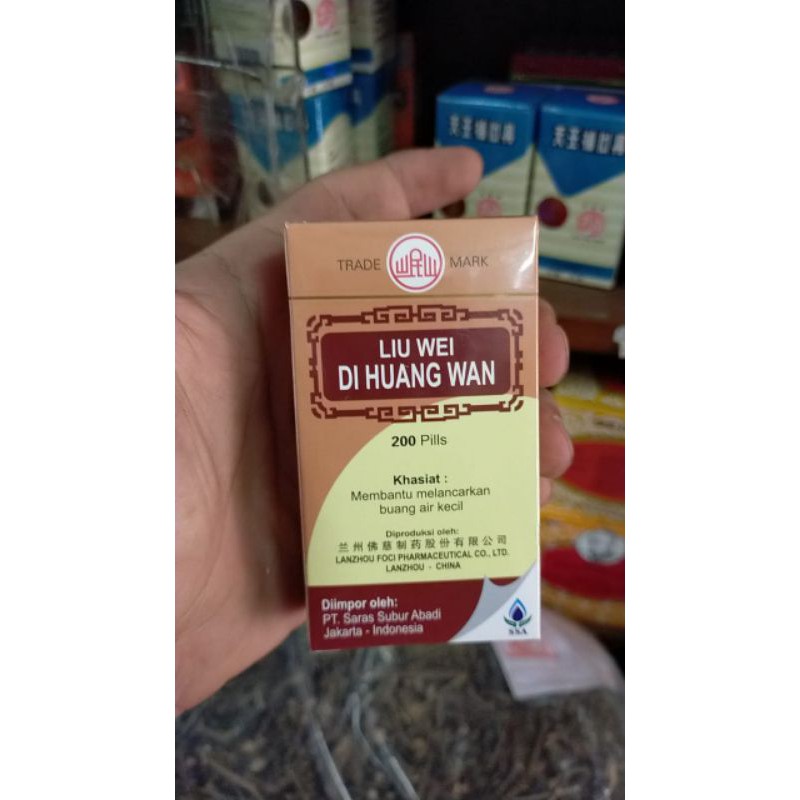 TRADE MARK
LIU WEI
DI HUANG WAN
200 Pills
Khasiat :
Membantu melancarkan
buang air kecil
Diproduksi oleh:
兰州佛慈制药股份有限公司
LANZHOU FOCI PHARMACEUTICAL CO., LTD.
LANZHOU - CHINA
Diimpor oleh:
PT. Saras Subur Abadi
Jakarta - Indonesia
SSA